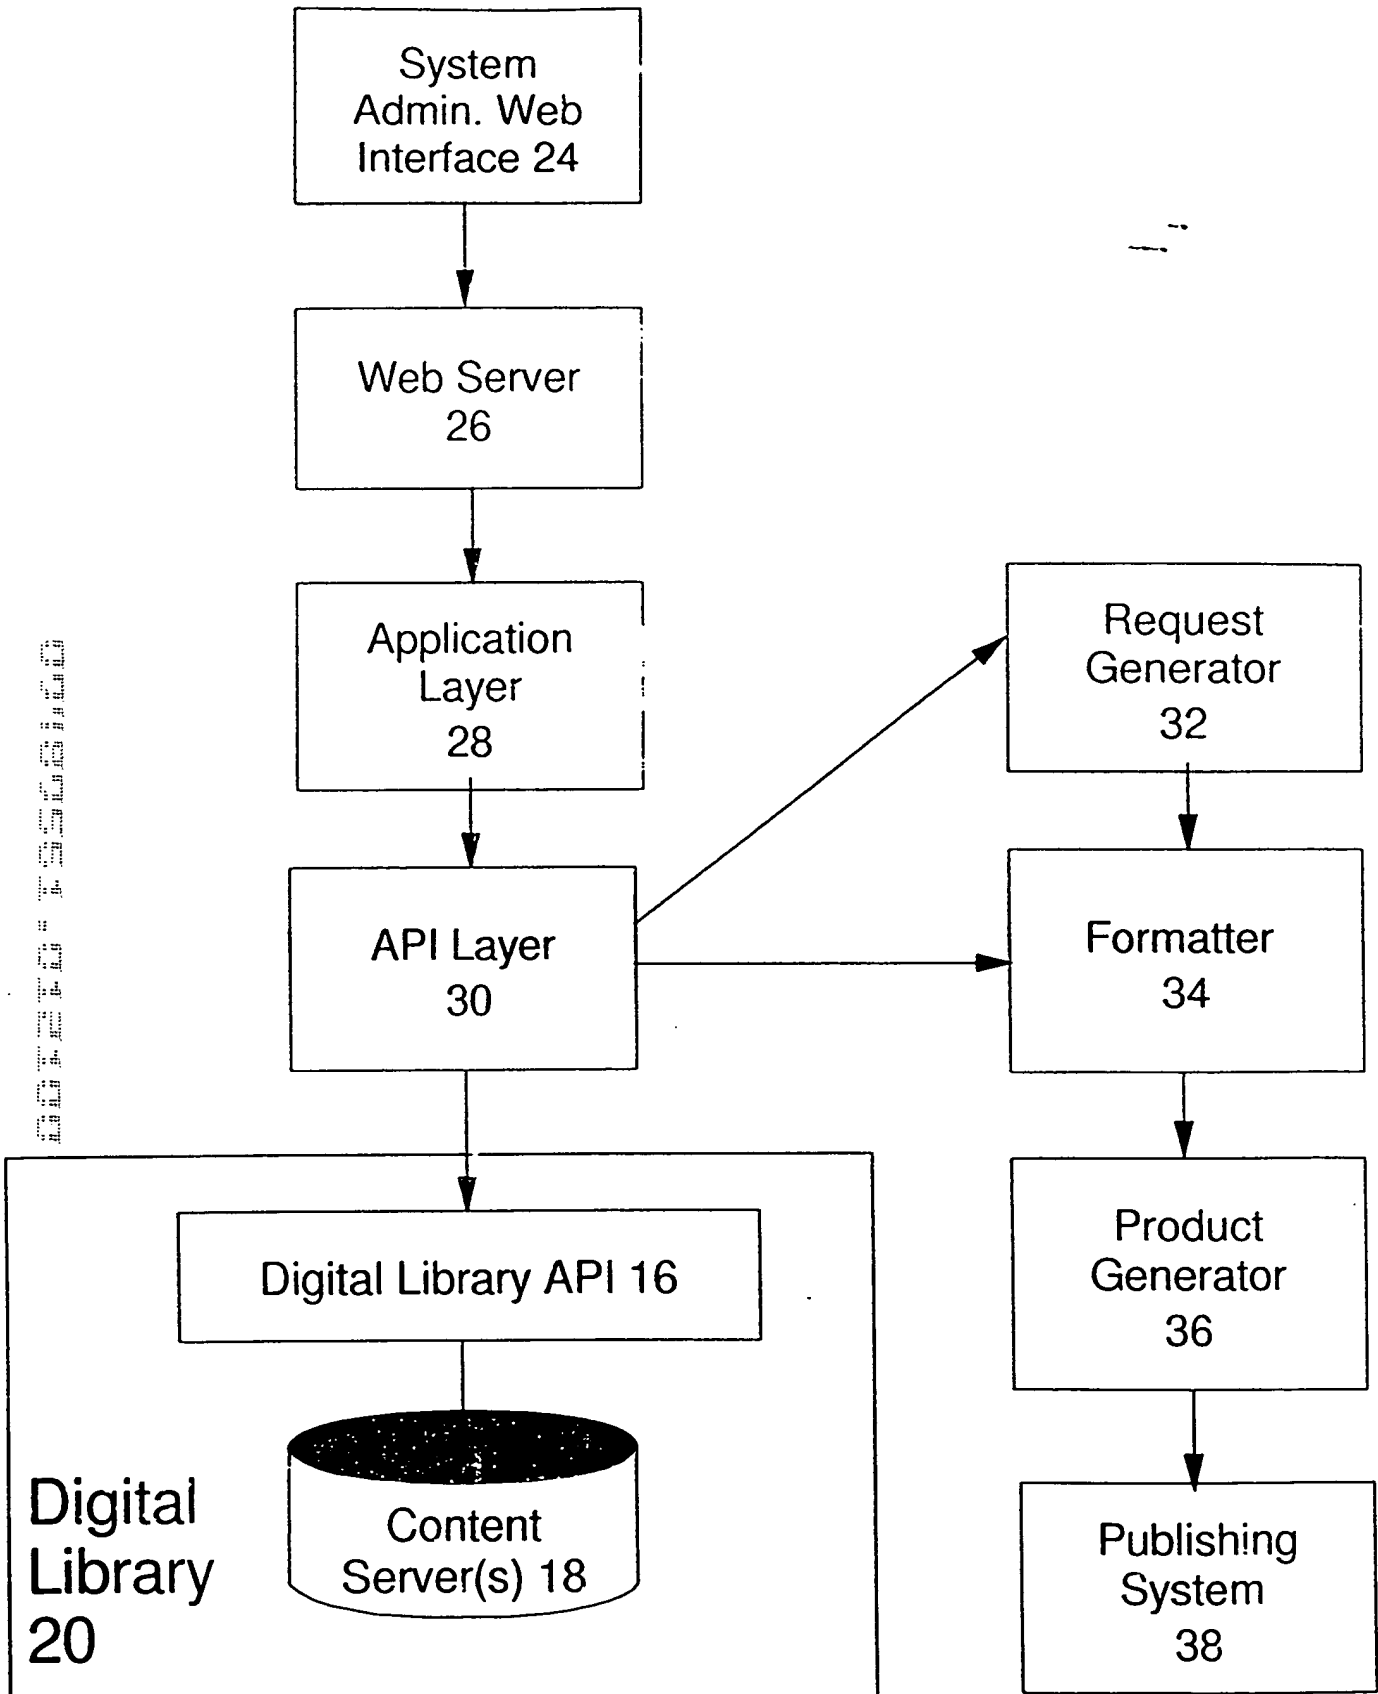 System
Admin. Web
Interface 24
Web Server
26
Application
Layer
28
API Layer
30
Request
Generator
32
Formatter
34
Product
Generator
36
Publishing
System
38
Digital Library API 16
Content
Server(s) 18
Digital
Library
20